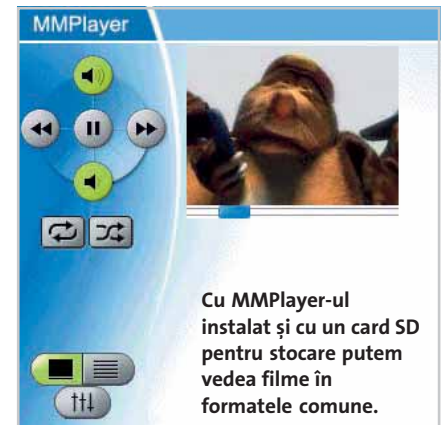 MMPlayer
Cu MMPlayer-ul
instalat și cu un card SD
pentru stocare putem
vedea filme în
formatele comune.